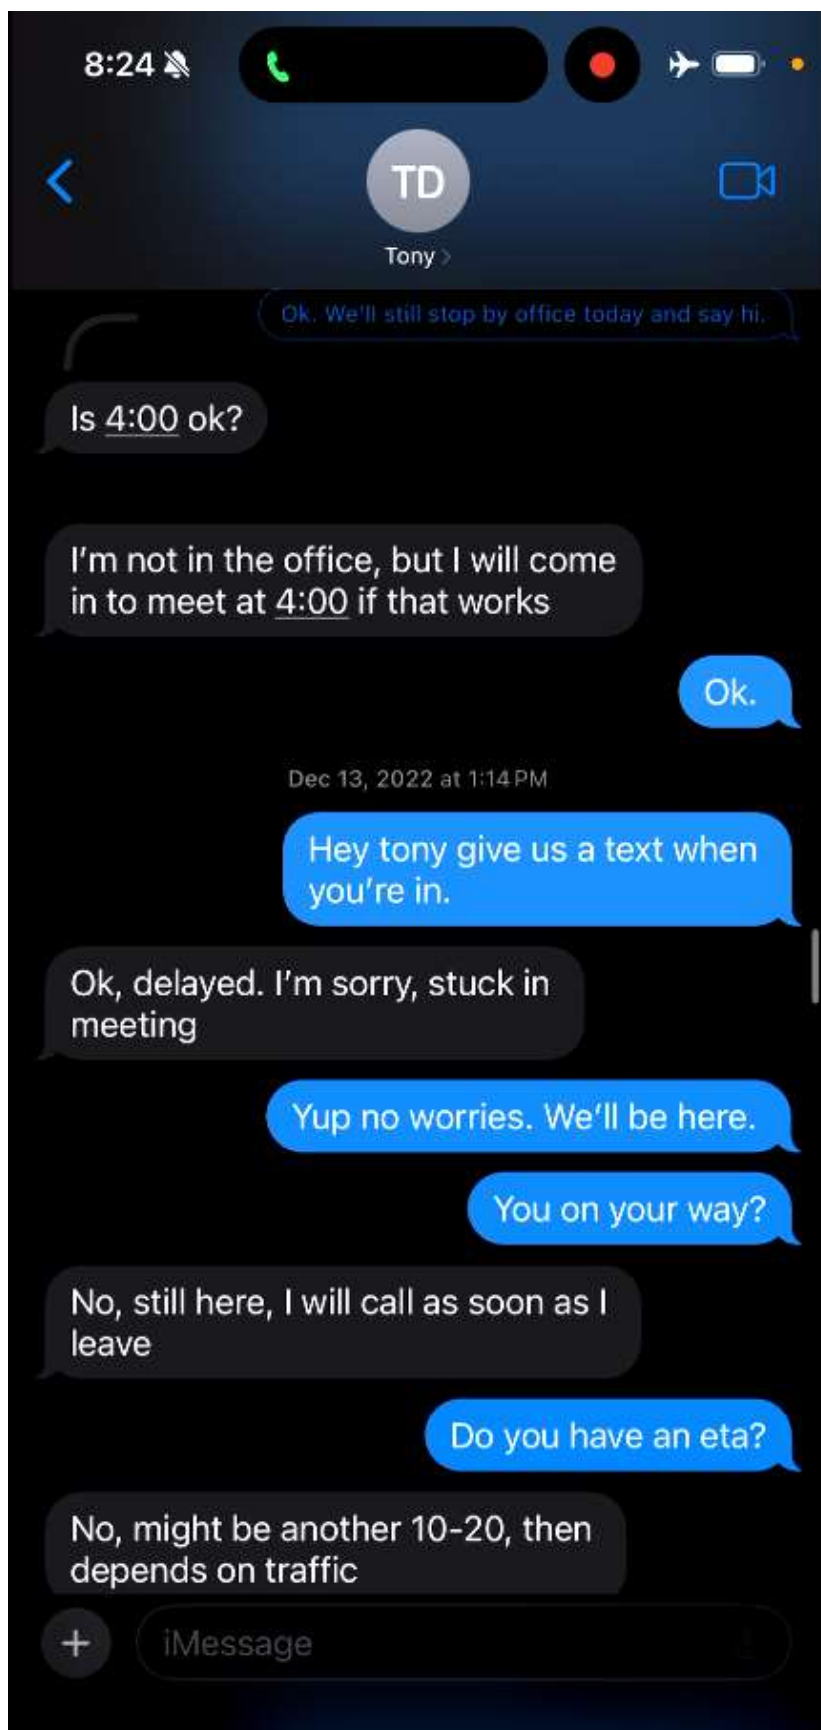 8:24
TD
Tony
Ok. We'll still stop by office today and say hi.
Is 4:00 ok?
I'm not in the office, but I will come
in to meet at 4:00 if that works
Ok.
Dec 13, 2022 at 1:14 PM
Hey tony give us a text when
you're in.
Ok, delayed. I'm sorry, stuck in
meeting
Yup no worries. We'll be here.
You on your way?
No, still here, I will call as soon as I
leave
Do you have an eta?
No, might be another 10-20, then
depends on traffic
iMessage